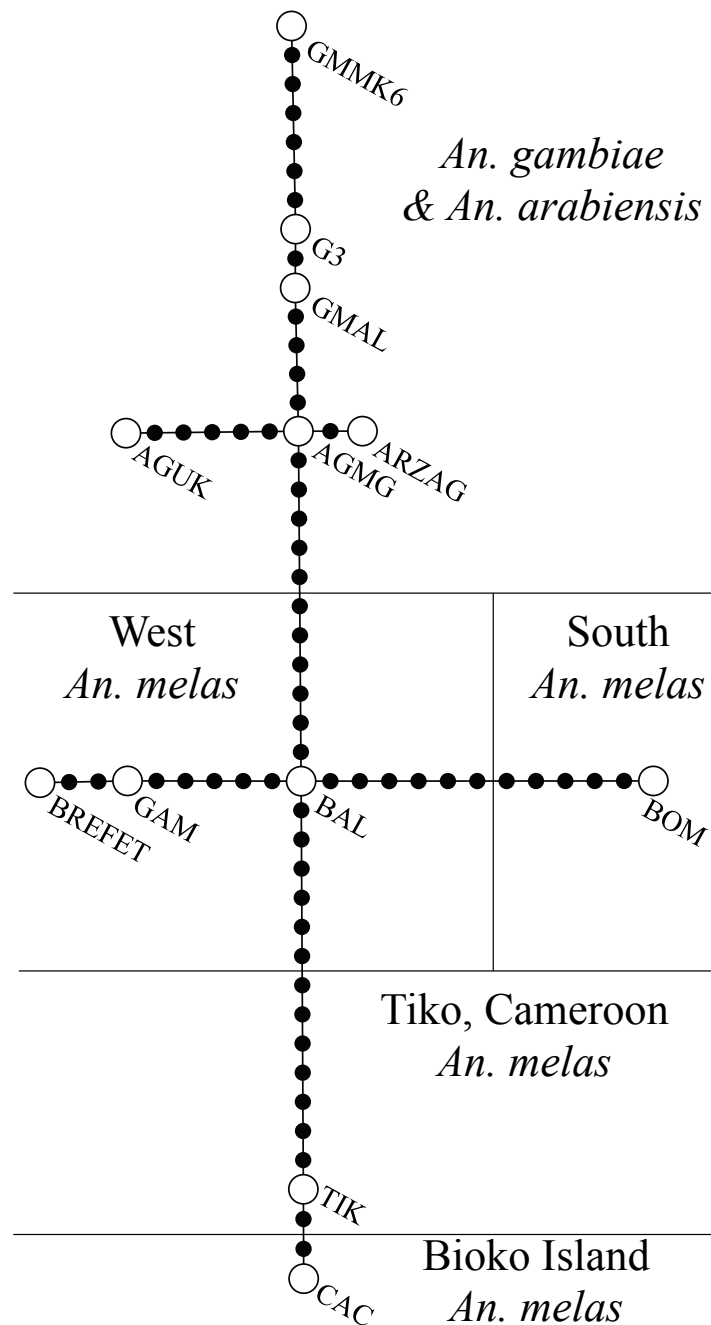 GMMK6
An. gambiae
& An. arabiensis
G3
GMAL
AGUK
AGMG
ARZAG
West
An. melas
South
An. melas
BREFET
GAM
BAL
BOM
Tiko, Cameroon
An. melas
TIK
Bioko Island
An. melas
CAC